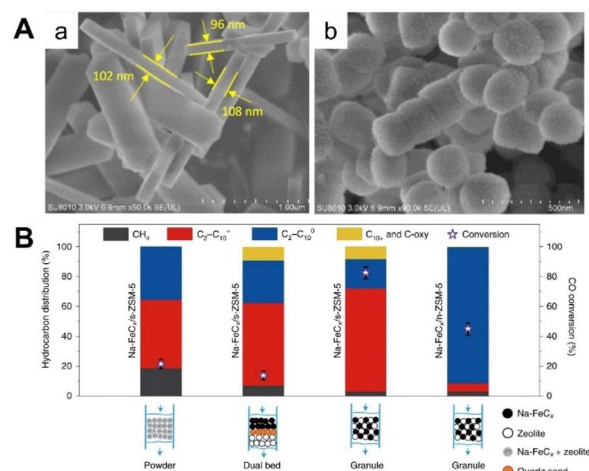 A
a
96 nm
102 nm
108 nm
SU8010 3.0kV 6.9mm x50.0k SE(UL)
1.00um
b
SU8010 3.0kV 6.9mm x90.0k SE(UL)
500nm
B
CH₄
C₂–C₁₀⁼
C₂–C₁₀⁰
C₁₀₊ and C-oxy
Conversion
Hydrocarbon distribution (%)
100
80
60
40
20
0
Na-FeCₓ/s-ZSM-5
Na-FeCₓ/s-ZSM-5
Na-FeCₓ/s-ZSM-5
Na-FeCₓ/n-ZSM-5
100
80
60
40
20
0
CO conversion (%)
Powder
Dual bed
Granule
Granule
Na-FeCₓ
Zeolite
Na-FeCₓ + zeolite
Quartz sand